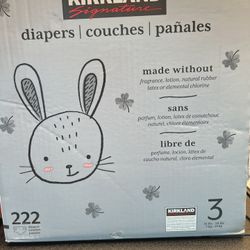 KIRKLAND
Signature
diapers | couches | pañales
made without
fragrance, lotion, natural rubber
latex or elemental chlorine
sans
parfum, lotion, latex de caoutchouc
naturel, chlore élémentaire
libre de
perfume, loción, látex de
caucho natural, cloro elemental
222
3
KIRKLAND